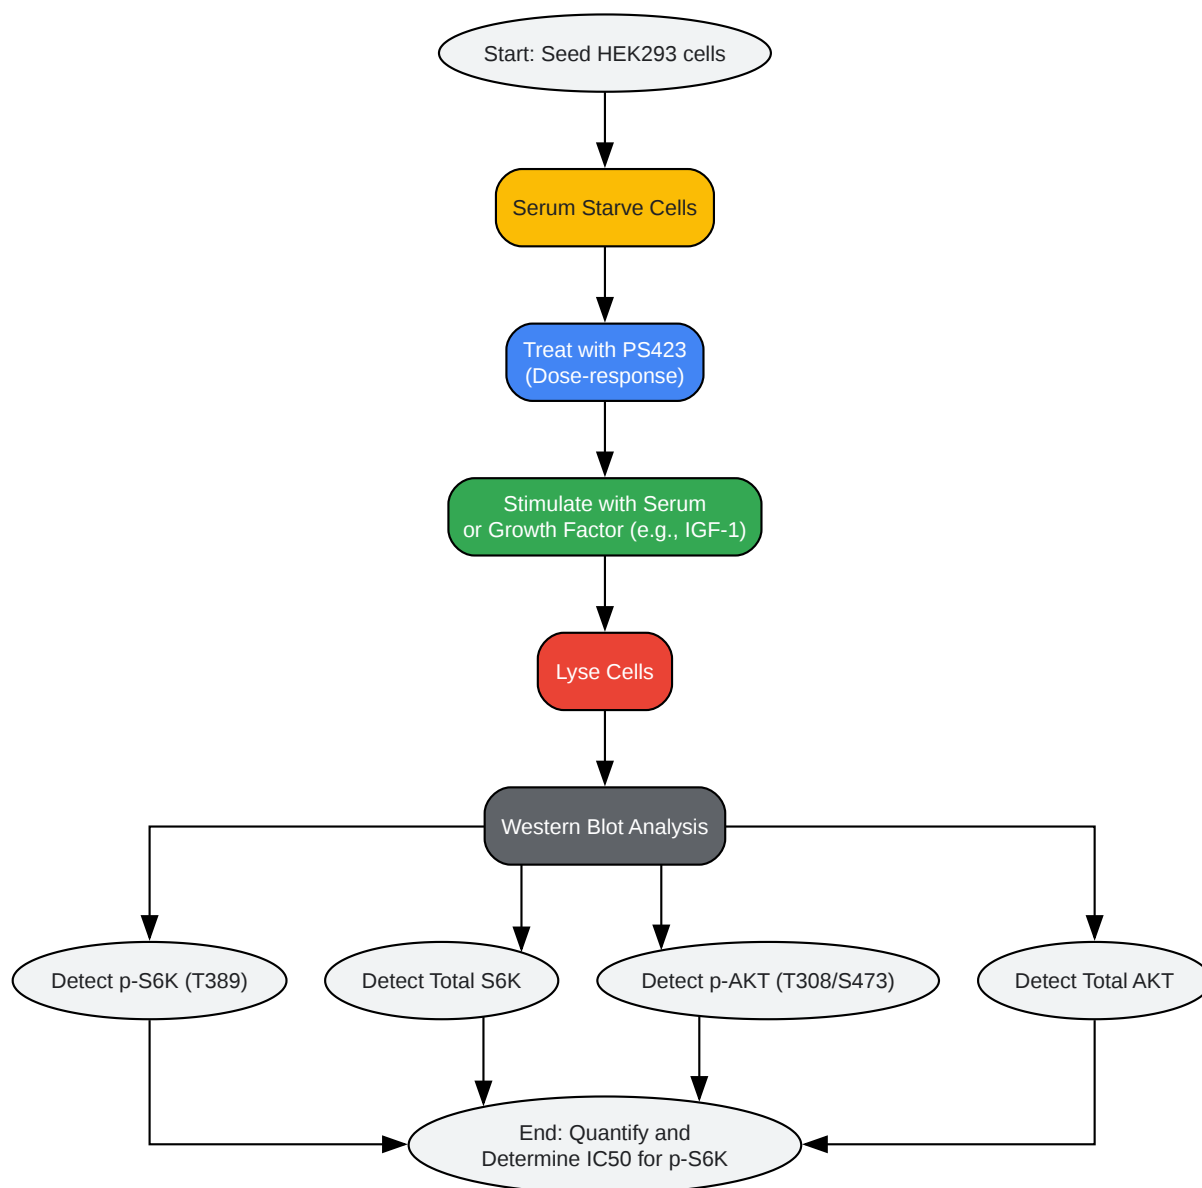 Start: Seed HEK293 cells
Serum Starve Cells
Treat with PS423
(Dose-response)
Stimulate with Serum
or Growth Factor (e.g., IGF-1)
Lyse Cells
Western Blot Analysis
Detect p-S6K (T389)
Detect Total S6K
Detect p-AKT (T308/S473)
Detect Total AKT
End: Quantify and
Determine IC50 for p-S6K